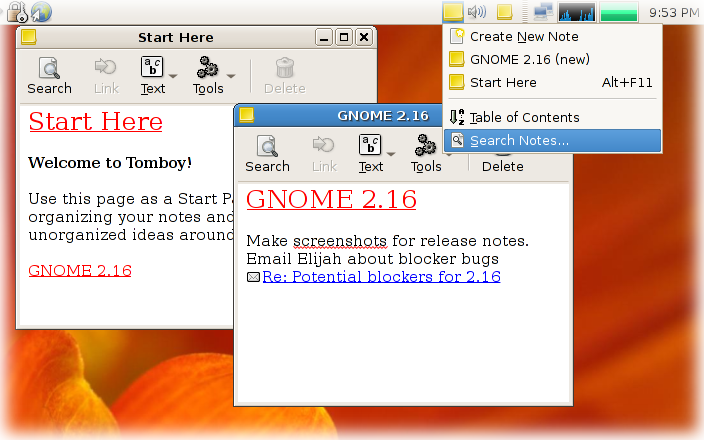 9:53 PM
Create New Note
GNOME 2.16 (new)
Start Here Alt+F11
Table of Contents
Search Notes...
Start Here
Search Link Text Tools Delete
Start Here
Welcome to Tomboy!
Use this page as a Start Pa
organizing your notes and
unorganized ideas around
GNOME 2.16
GNOME 2.16
Search Link Text Tools Delete
GNOME 2.16
Make screenshots for release notes.
Email Elijah about blocker bugs
Re: Potential blockers for 2.16